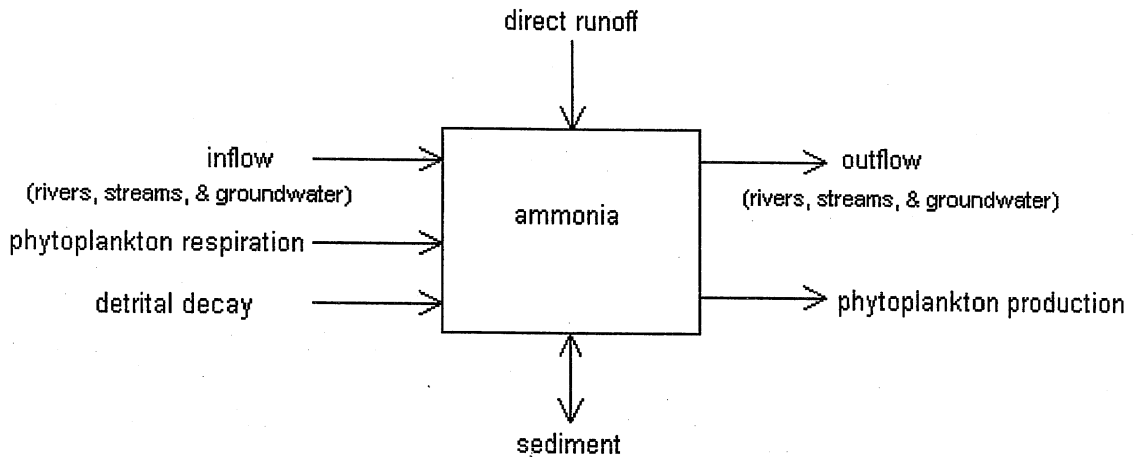 direct runoff
inflow
(rivers, streams, & groundwater)
phytoplankton respiration
detrital decay
ammonia
outflow
(rivers, streams, & groundwater)
phytoplankton production
sediment